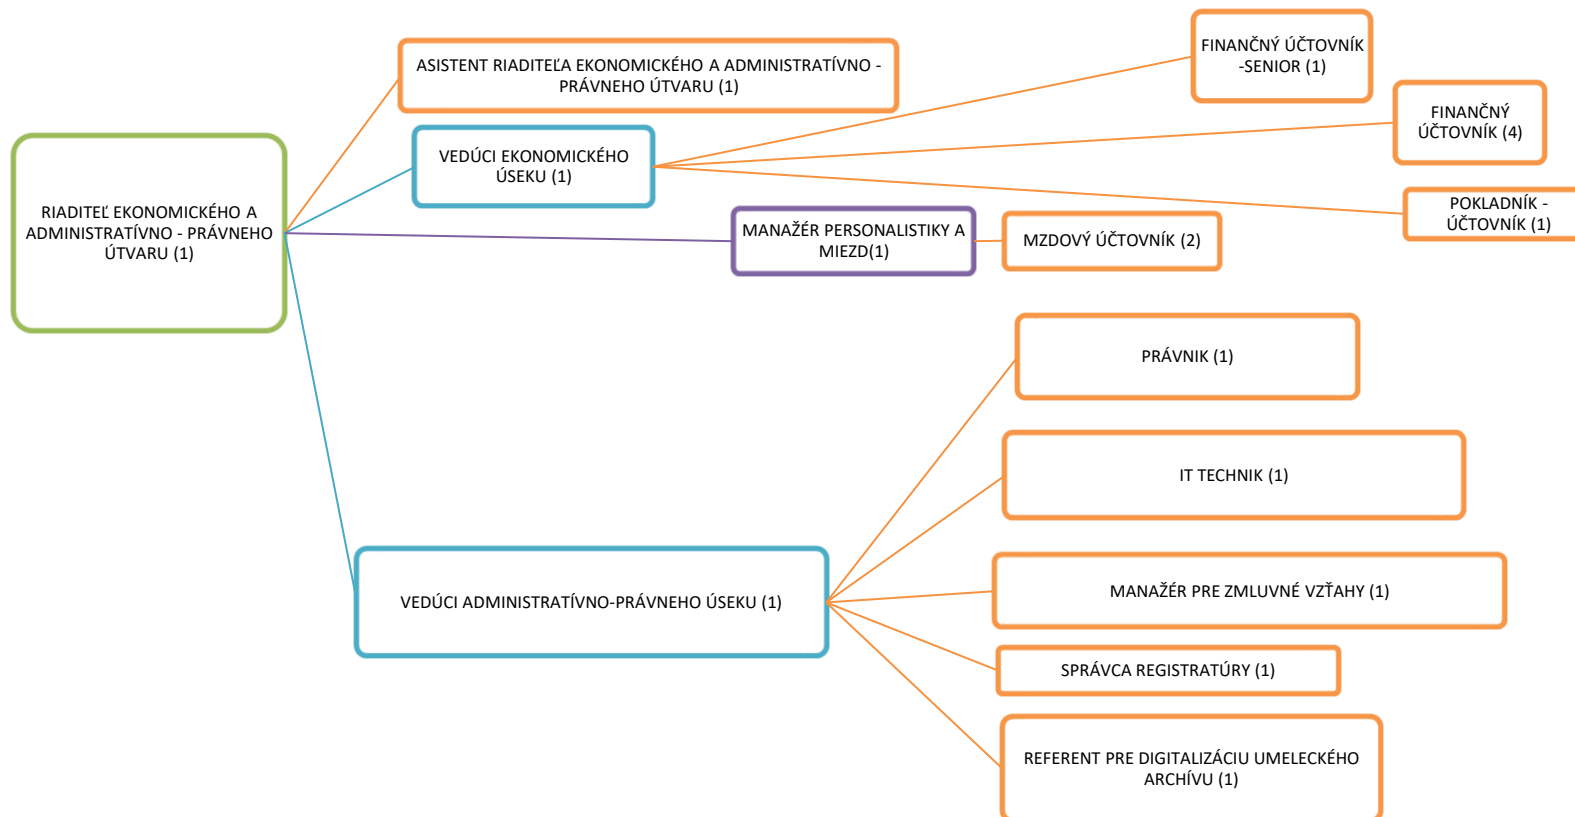 FINANČNÝ ÚČTOVNÍK
-SENIOR (1)
ASISTENT RIADITEĽA EKONOMICKÉHO A ADMINISTRATÍVNO -
PRÁVNEHO ÚTVARU (1)
FINANČNÝ
ÚČTOVNÍK (4)
VEDÚCI EKONOMICKÉHO
ÚSEKU (1)
RIADITEĽ EKONOMICKÉHO A
ADMINISTRATÍVNO - PRÁVNEHO
ÚTVARU (1)
POKLADNÍK -
ÚČTOVNÍK (1)
MANAŽÉR PERSONALISTIKY A
MIEZD(1)
MZDOVÝ ÚČTOVNÍK (2)
PRÁVNIK (1)
IT TECHNIK (1)
VEDÚCI ADMINISTRATÍVNO-PRÁVNEHO ÚSEKU (1)
MANAŽÉR PRE ZMLUVNÉ VZŤAHY (1)
SPRÁVCA REGISTRATÚRY (1)
REFERENT PRE DIGITALIZÁCIU UMELECKÉHO
ARCHÍVU (1)